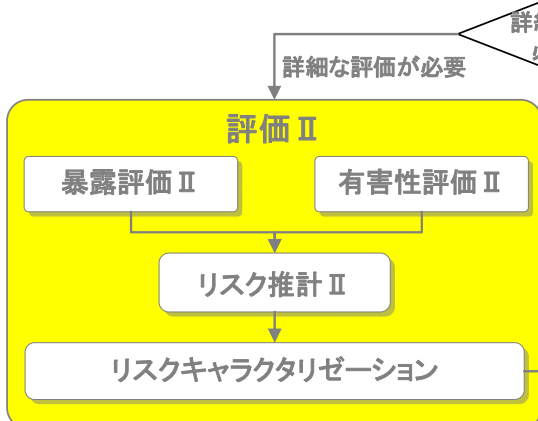 詳細
詳細な評価が必要
評価Ⅱ
暴露評価Ⅱ
有害性評価Ⅱ
リスク推計Ⅱ
リスクキャラクタリゼーション